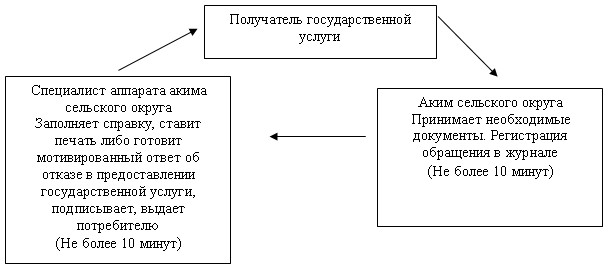 Получатель государственной
услуги
Специалист аппарата акима
сельского округа
Заполняет справку, ставит
печать либо готовит
мотивированный ответ об
отказе в предоставлении
государственной услуги,
подписывает, выдает
потребителю
(Не более 10 минут)
Аким сельского округа
Принимает необходимые
документы. Регистрация
обращения в журнале
(Не более 10 минут)